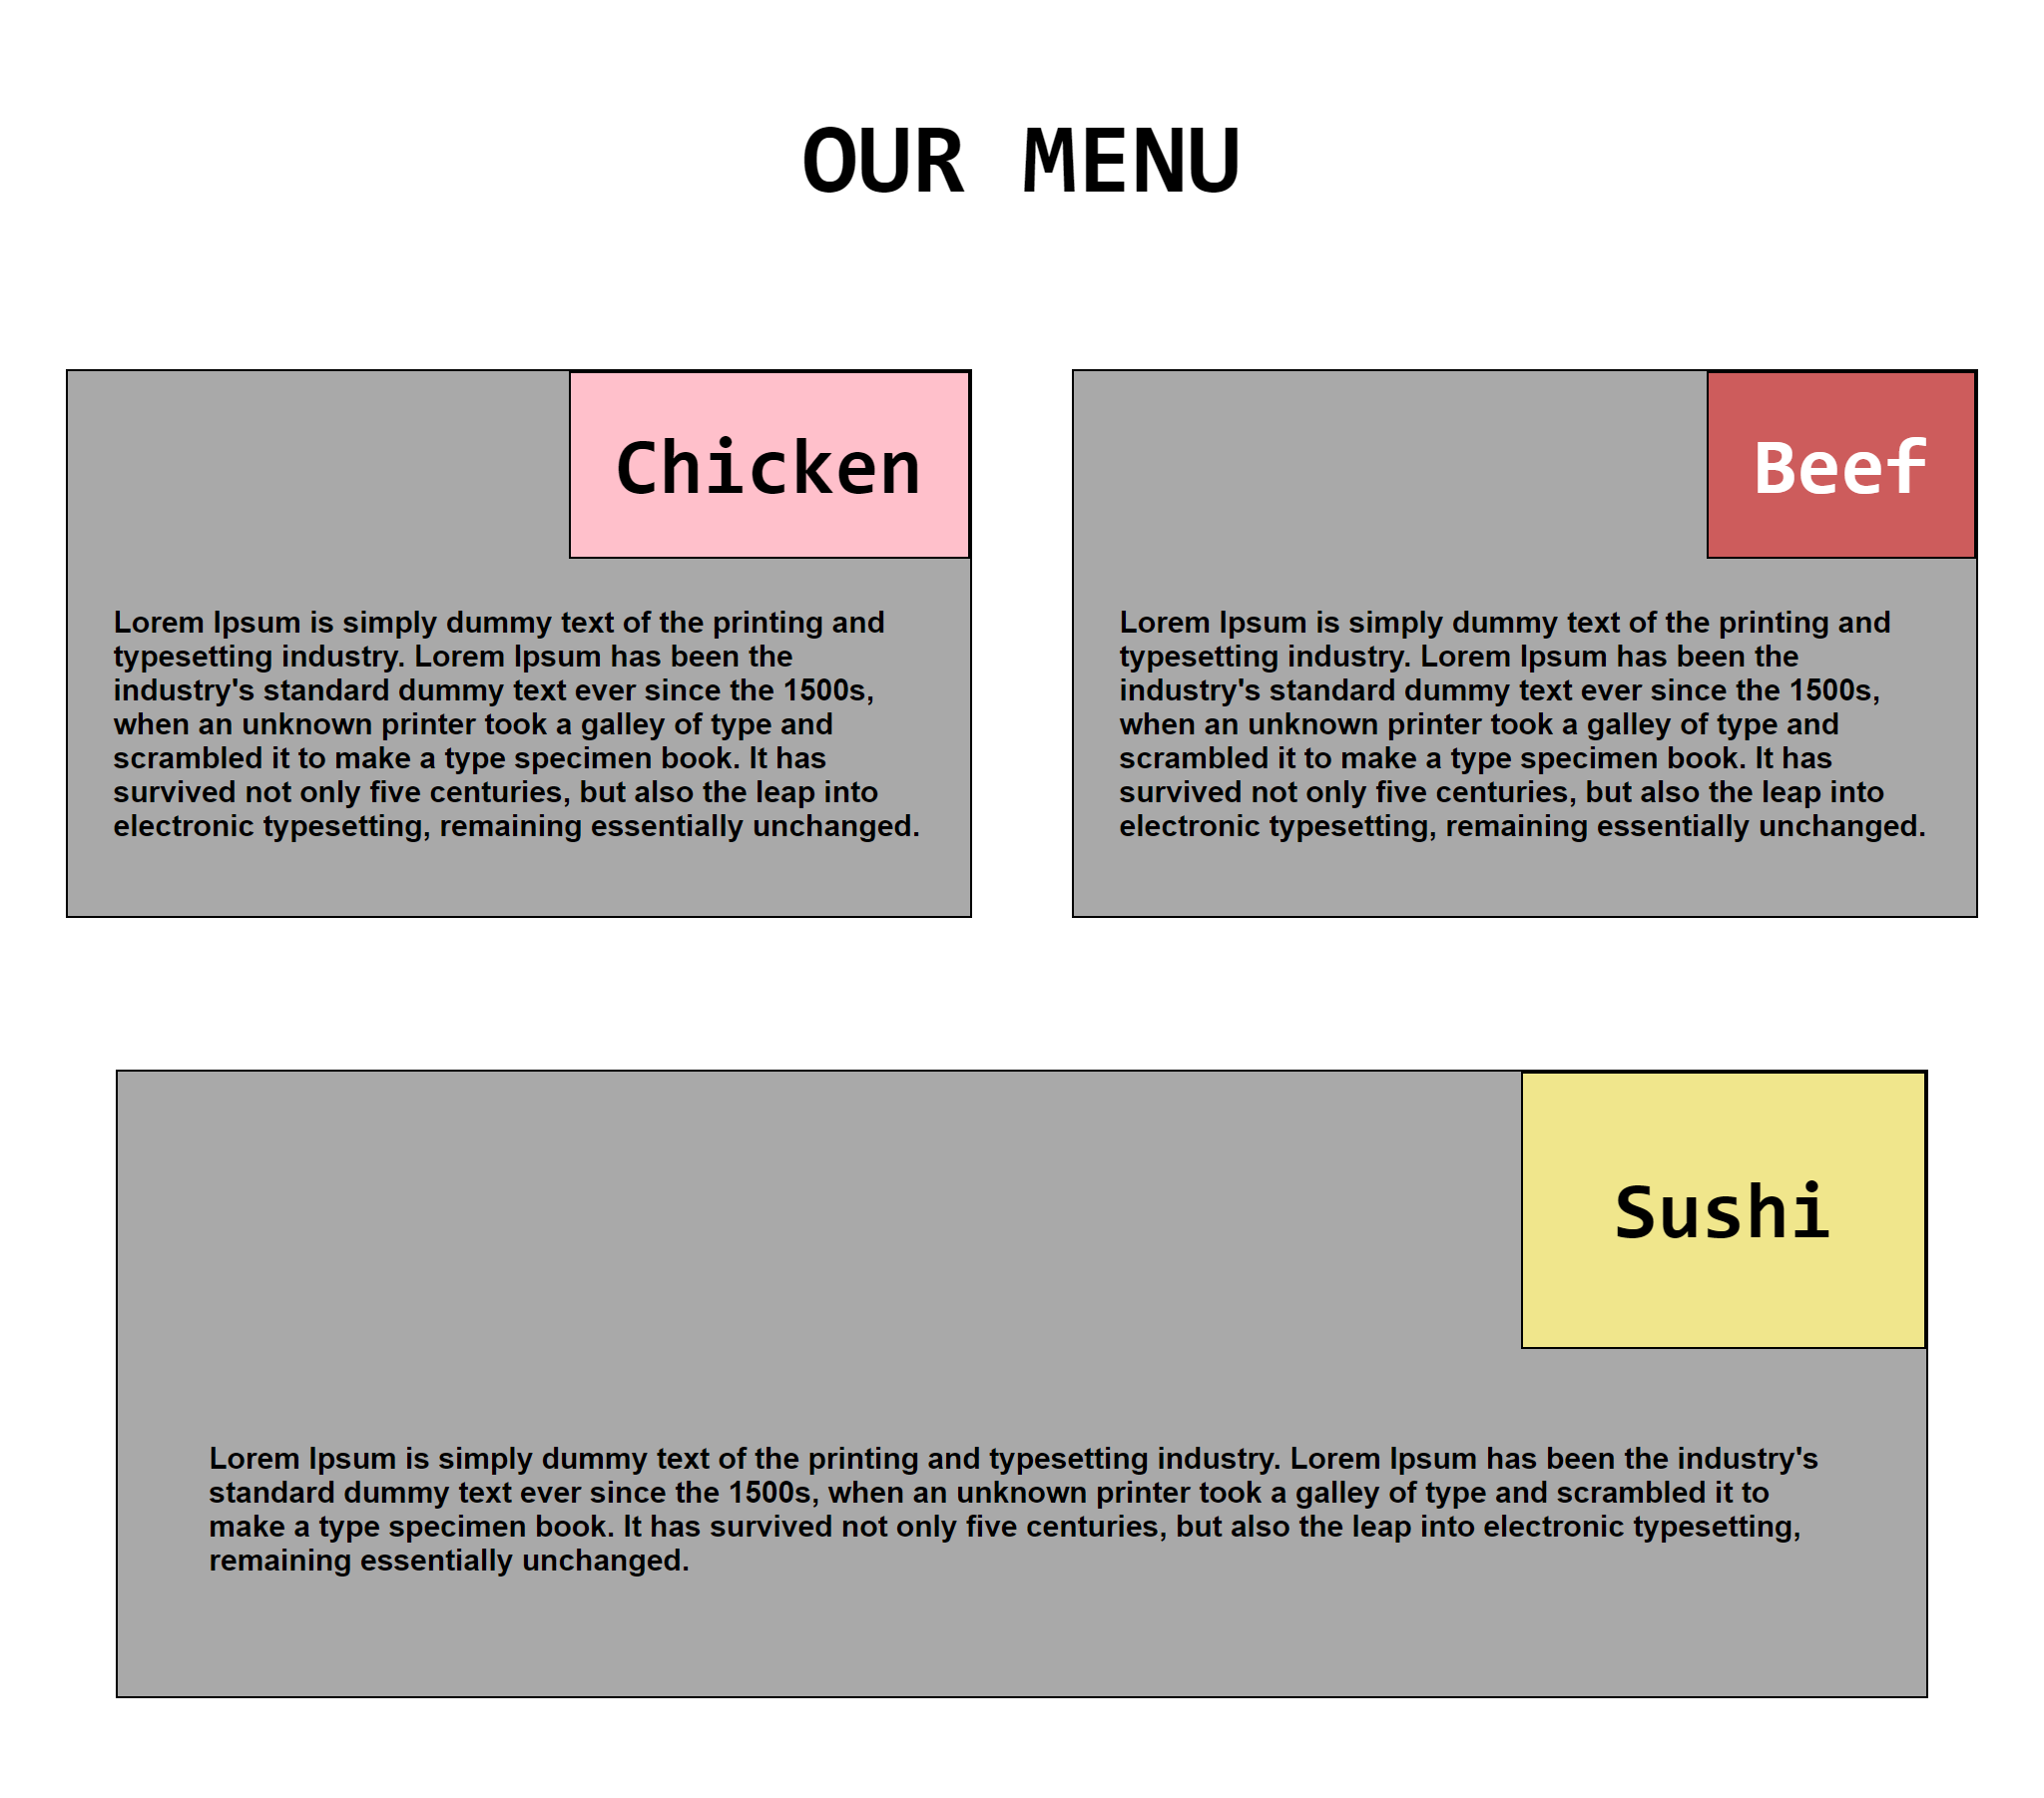 OUR MENU
Chicken
Lorem Ipsum is simply dummy text of the printing and
typesetting industry. Lorem Ipsum has been the
industry's standard dummy text ever since the 1500s,
when an unknown printer took a galley of type and
scrambled it to make a type specimen book. It has
survived not only five centuries, but also the leap into
electronic typesetting, remaining essentially unchanged.
Beef
Lorem Ipsum is simply dummy text of the printing and
typesetting industry. Lorem Ipsum has been the
industry's standard dummy text ever since the 1500s,
when an unknown printer took a galley of type and
scrambled it to make a type specimen book. It has
survived not only five centuries, but also the leap into
electronic typesetting, remaining essentially unchanged.
Sushi
Lorem Ipsum is simply dummy text of the printing and typesetting industry. Lorem Ipsum has been the industry's
standard dummy text ever since the 1500s, when an unknown printer took a galley of type and scrambled it to
make a type specimen book. It has survived not only five centuries, but also the leap into electronic typesetting,
remaining essentially unchanged.